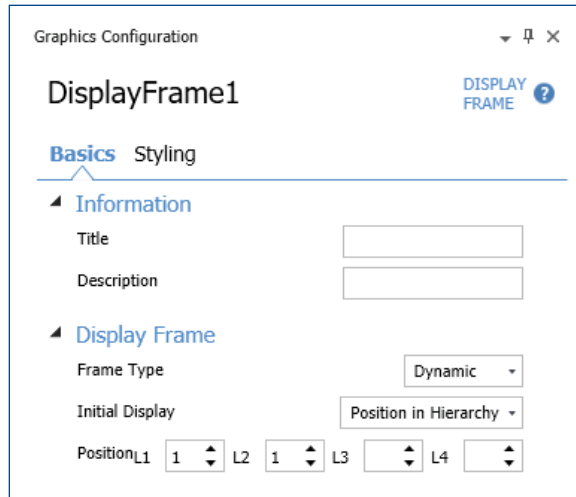 Graphics Configuration
DisplayFrame1
DISPLAY
FRAME ?
Basics Styling
Information
Title
Description
Display Frame
Frame Type Dynamic
Initial Display Position in Hierarchy
Position L1 1 L2 1 L3 L4